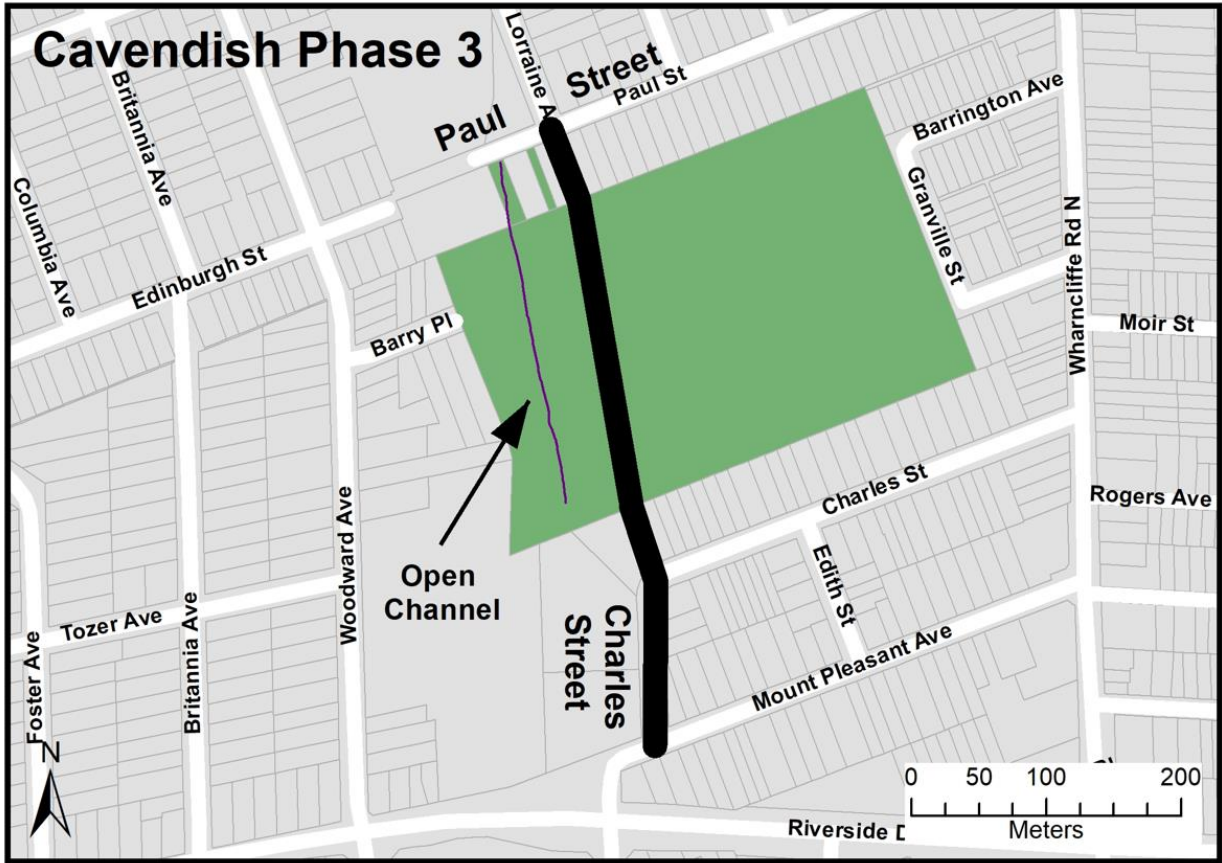 Cavendish Phase 3
Lorraine A
Street
Paul St
Paul
Britannia Ave
Barrington Ave
Columbia Ave
Granville St
Wharncliffe Rd N
Edinburgh St
Moir St
Barry Pl
Charles St
Rogers Ave
Woodward Ave
Edith St
Open
Channel
Tozer Ave
Charles
Street
Mount Pleasant Ave
Foster Ave
Britannia Ave
N
0 50 100 200
Meters
Riverside D